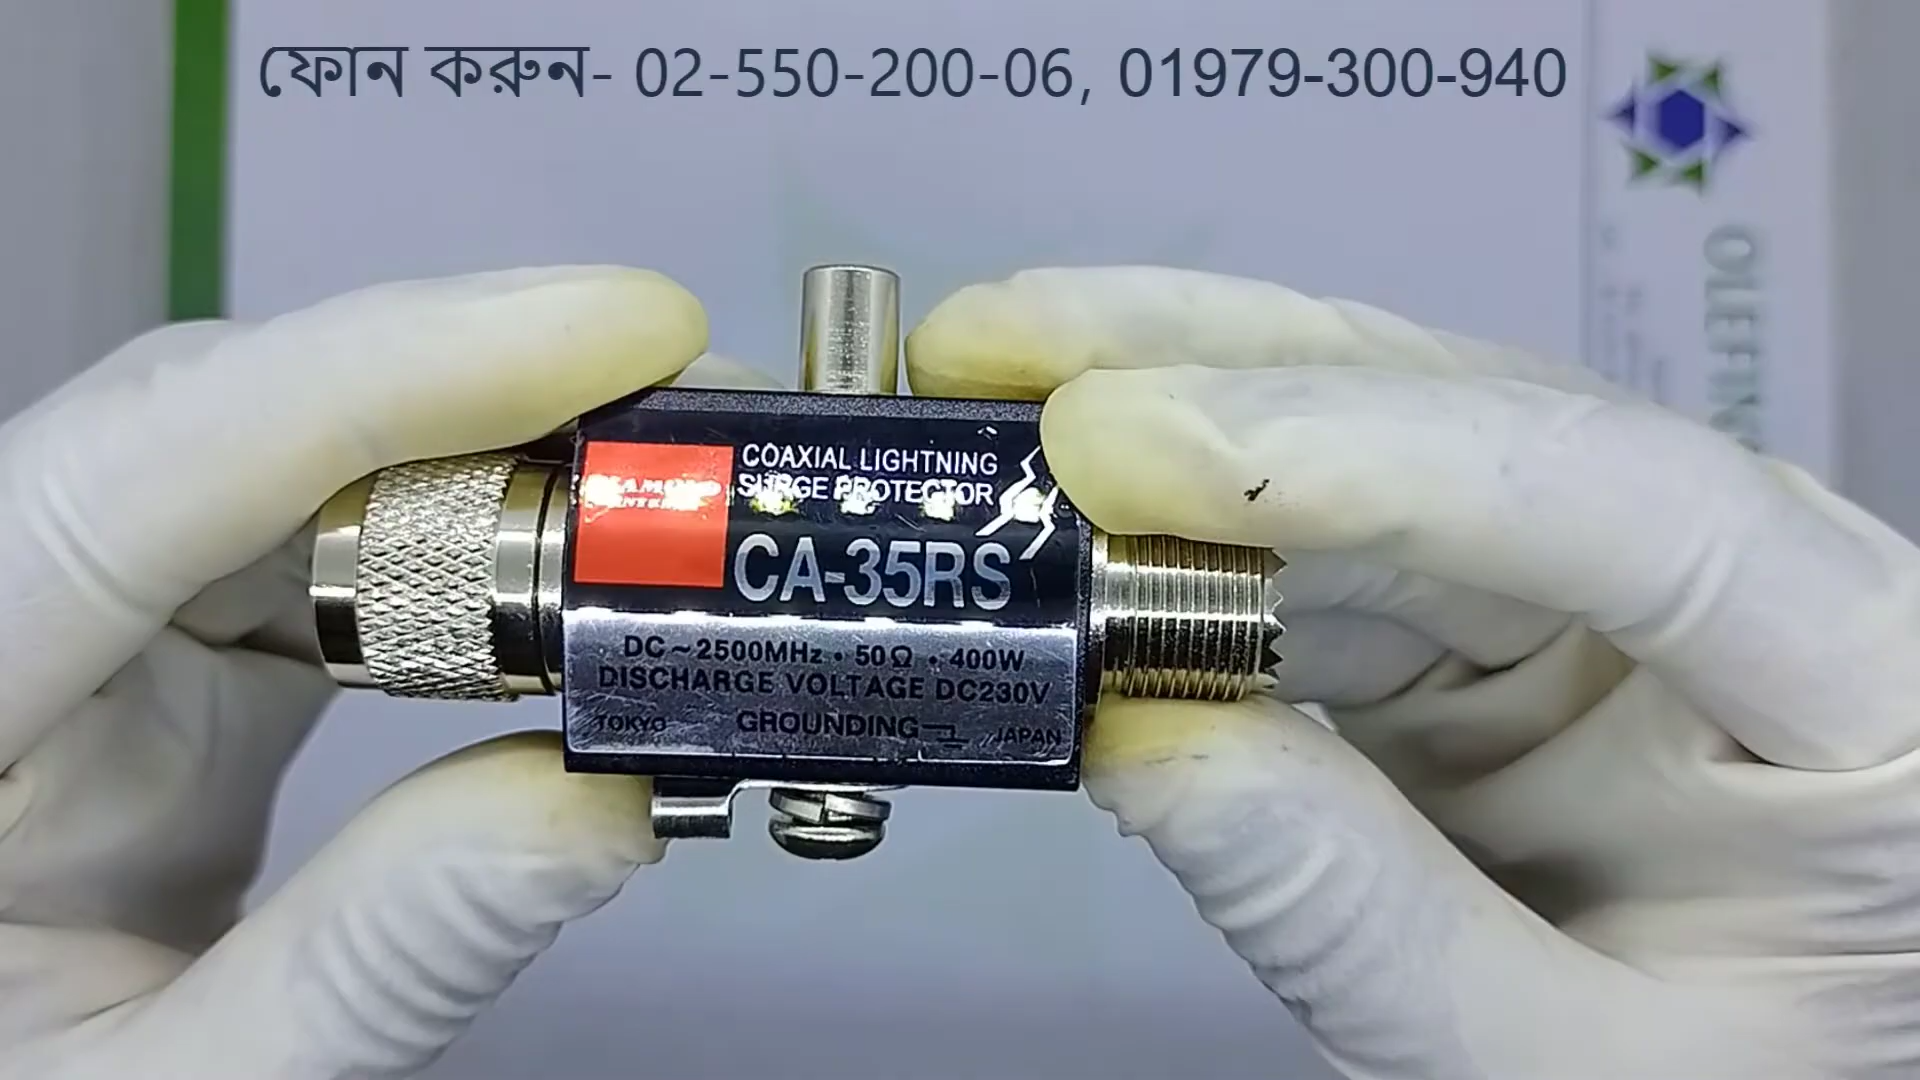 ফোন করুন- 02-550-200-06, 01979-300-940
COAXIAL LIGHTNING
SURGE PROTECTOR
CA-35RS
DC~2500MHz • 50Ω • 400W
DISCHARGE VOLTAGE DC230V
TOKYO GROUNDING JAPAN